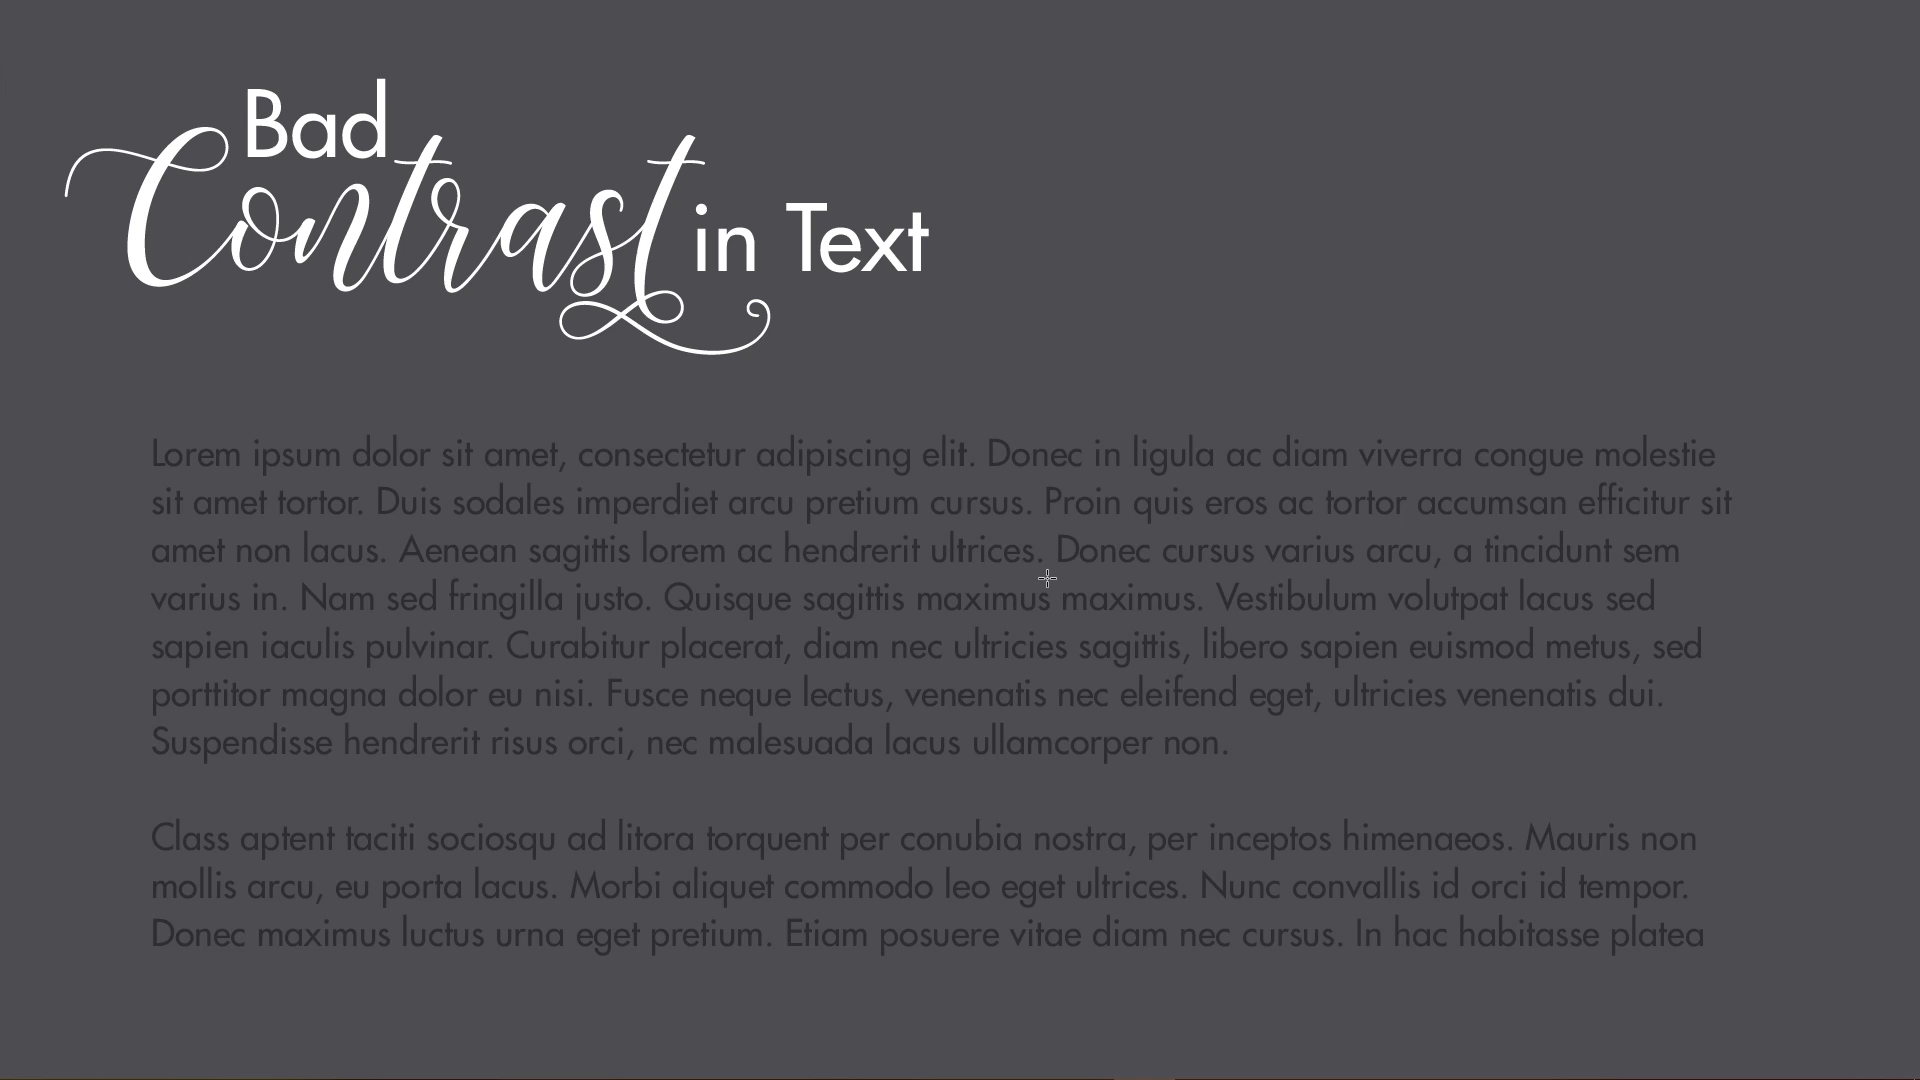 Bad
Contrast in Text
Lorem ipsum dolor sit amet, consectetur adipiscing elit. Donec in ligula ac diam viverra congue molestie
sit amet tortor. Duis sodales imperdiet arcu pretium cursus. Proin quis eros ac tortor accumsan efficitur sit
amet non lacus. Aenean sagittis lorem ac hendrerit ultrices. Donec cursus varius arcu, a tincidunt sem
varius in. Nam sed fringilla justo. Quisque sagittis maximus maximus. Vestibulum volutpat lacus sed
sapien iaculis pulvinar. Curabitur placerat, diam nec ultricies sagittis, libero sapien euismod metus, sed
porttitor magna dolor eu nisi. Fusce neque lectus, venenatis nec eleifend eget, ultricies venenatis dui.
Suspendisse hendrerit risus orci, nec malesuada lacus ullamcorper non.
Class aptent taciti sociosqu ad litora torquent per conubia nostra, per inceptos himenaeos. Mauris non
mollis arcu, eu porta lacus. Morbi aliquet commodo leo eget ultrices. Nunc convallis id orci id tempor.
Donec maximus luctus urna eget pretium. Etiam posuere vitae diam nec cursus. In hac habitasse platea